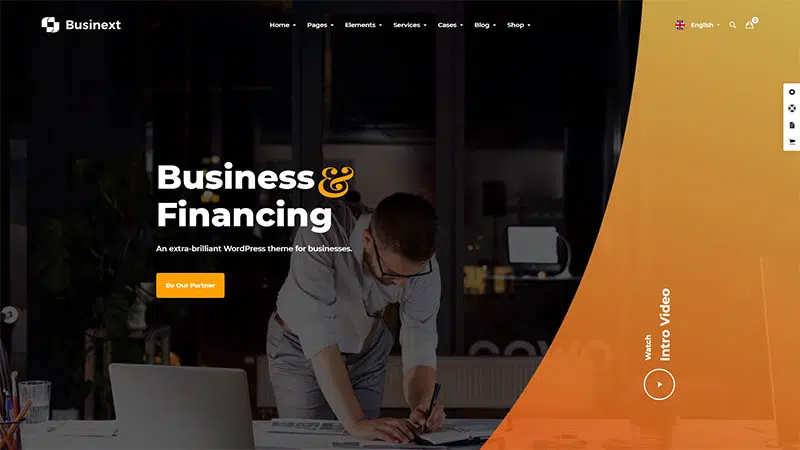 Businext
Home Pages Elements Services Cases Blog Shop
English
0
Business &
Financing
An extra-brilliant WordPress theme for businesses.
Be Our Partner
Watch
Intro Video